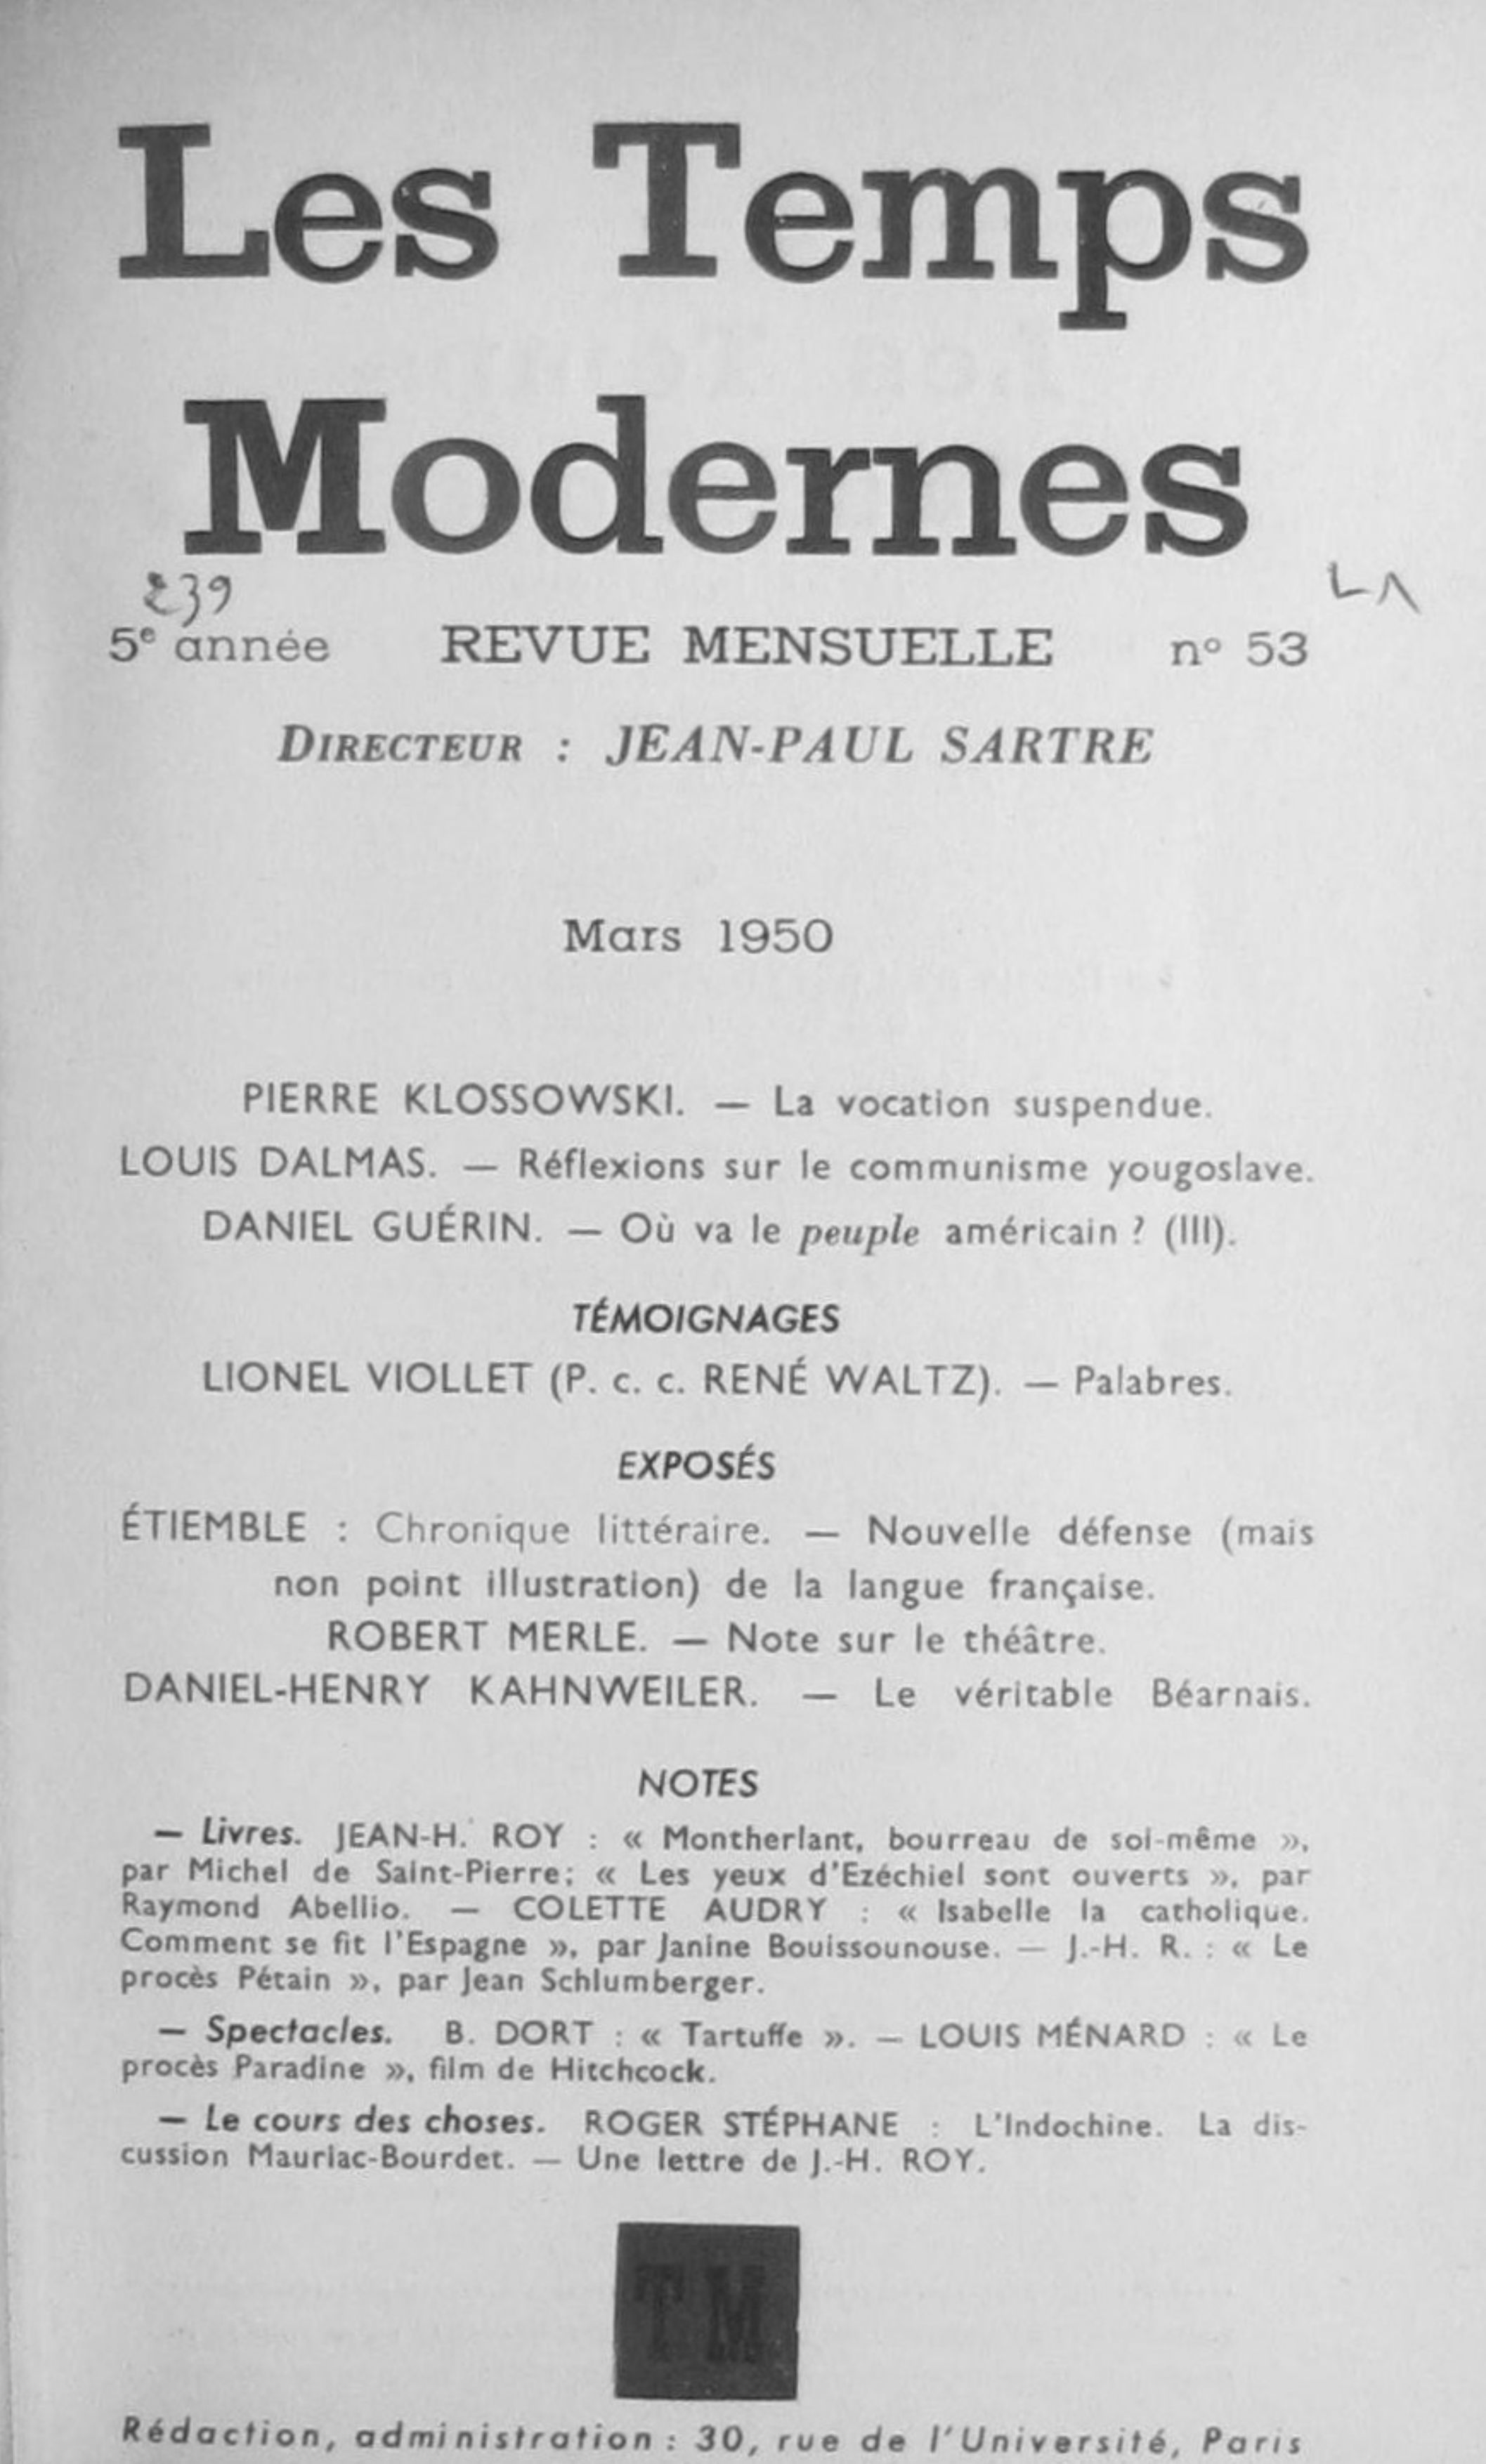 Les Temps
Modernes
239
5e année REVUE MENSUELLE no 53
DIRECTEUR : JEAN-PAUL SARTRE
Mars 1950
PIERRE KLOSSOWSKI. — La vocation suspendue.
LOUIS DALMAS. — Réflexions sur le communisme yougoslave.
DANIEL GUÉRIN. — Où va le peuple américain ? (III).
TÉMOIGNAGES
LIONEL VIOLLET (P. c. c. RENÉ WALTZ). — Palabres.
EXPOSÉS
ÉTIEMBLE : Chronique littéraire. — Nouvelle défense (mais
non point illustration) de la langue française.
ROBERT MERLE. — Note sur le théâtre.
DANIEL-HENRY KAHNWEILER. — Le véritable Béarnais.
NOTES
— Livres. JEAN-H. ROY : « Montherlant, bourreau de soi-même »,
par Michel de Saint-Pierre; « Les yeux d'Ezéchiel sont ouverts », par
Raymond Abellio. — COLETTE AUDRY : « Isabelle la catholique.
Comment se fit l'Espagne », par Janine Bouissounouse. — J.-H. R. : « Le
procès Pétain », par Jean Schlumberger.
— Spectacles. B. DORT : « Tartuffe ». — LOUIS MÉNARD : « Le
procès Paradine », film de Hitchcock.
— Le cours des choses. ROGER STÉPHANE : L'Indochine. La dis-
cussion Mauriac-Bourdet. — Une lettre de J.-H. ROY.
TM
Rédaction, administration : 30, rue de l'Université, Paris